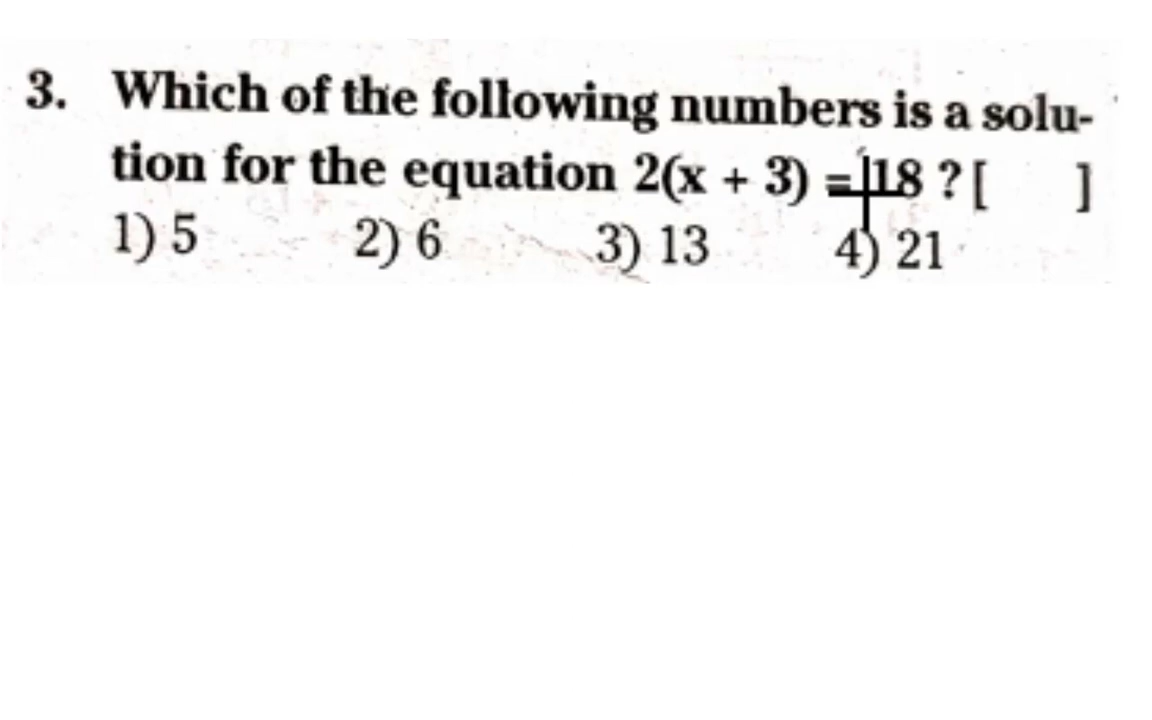 3. Which of the following numbers is a solu-
tion for the equation 2(x + 3) = 18 ? [ ]
1) 5 2) 6 3) 13 4) 21